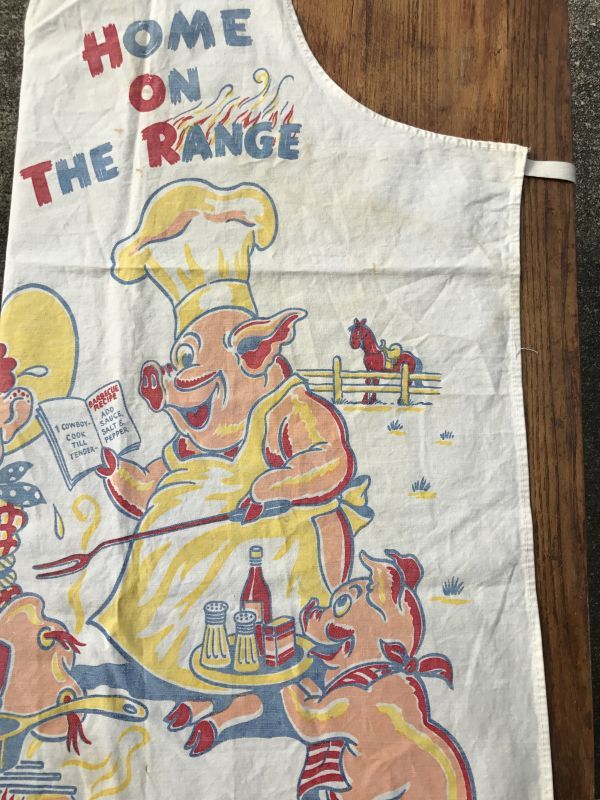 HOME
ON
THE RANGE
1 COWBOY-
COOK
TILL
TENDER-
BARBECUE
RECIPE
ADD
SAUCE,
SALT &
PEPPER